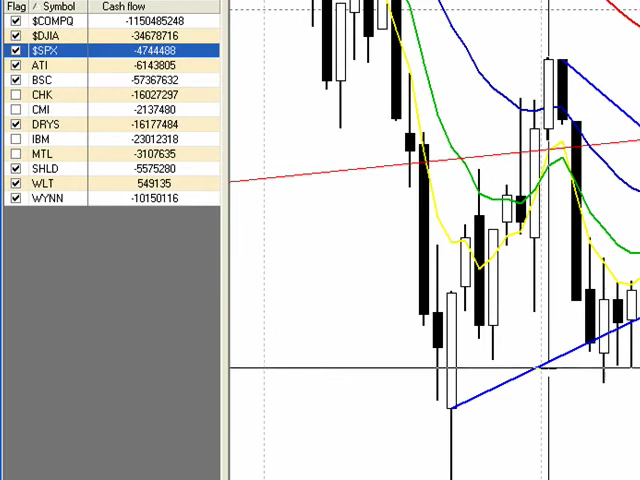 Flag / Symbol Cash flow
$COMPQ -1150485248
$DJIA -34678716
$SPX -4744488
ATI -6143805
BSC -57367632
CHK -16027297
CMI -2137480
DRYS -16177484
IBM -23012318
MTL -3107635
SHLD -5575280
WLT 549135
WYNN -10150116